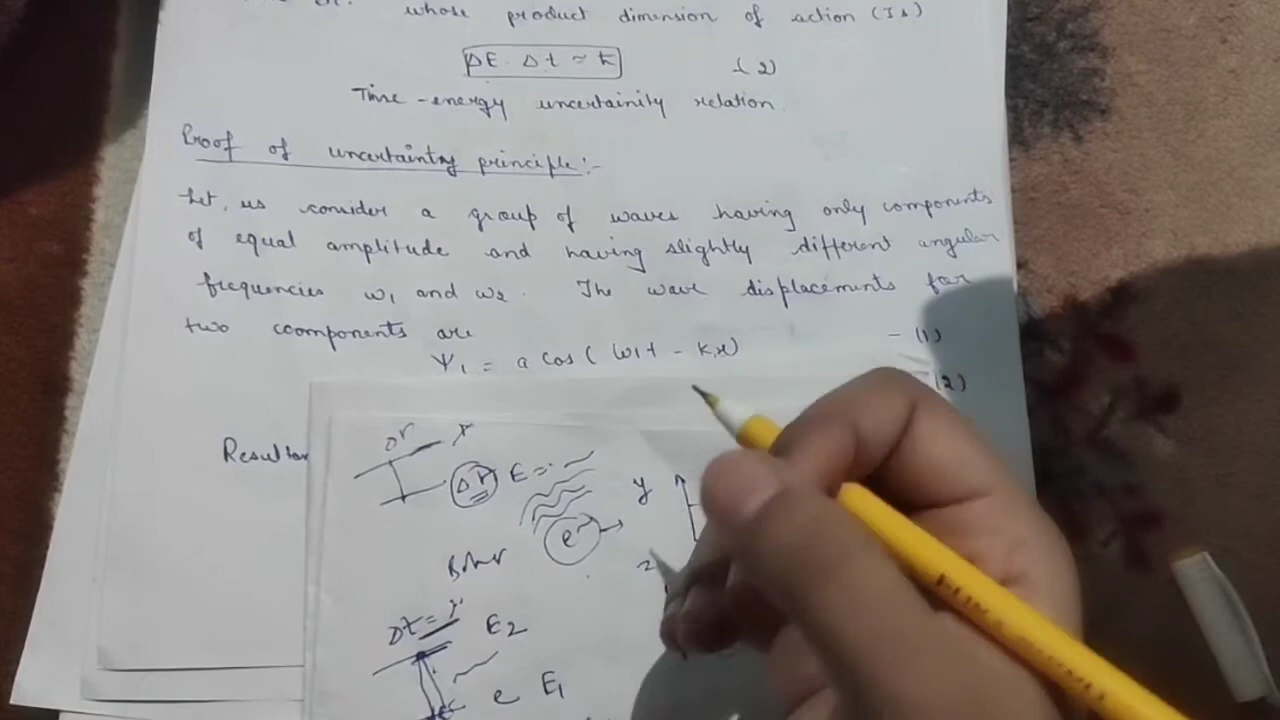 whose product dimension of action (Js)
ΔE. Δt ≈ ħ -(2)
Time-energy uncertainity relation.
Proof of uncertainty principle:-
Let, us consider a group of waves having only components
of equal amplitude and having slightly different angular
frequencies ω1 and ω2. The wave displacements for
two coomponents are
Ψ1 = a cos( ω1t - k1x) -(1)
(2)
Resultan
Δr
E=
y
e
Bohr
Δt =
E2
e E1